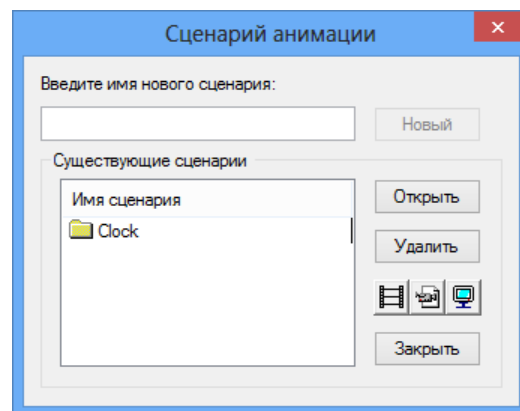 Сценарий анимации
Введите имя нового сценария:
Новый
Существующие сценарии
Имя сценария
Открыть
Clock
Удалить
Закрыть